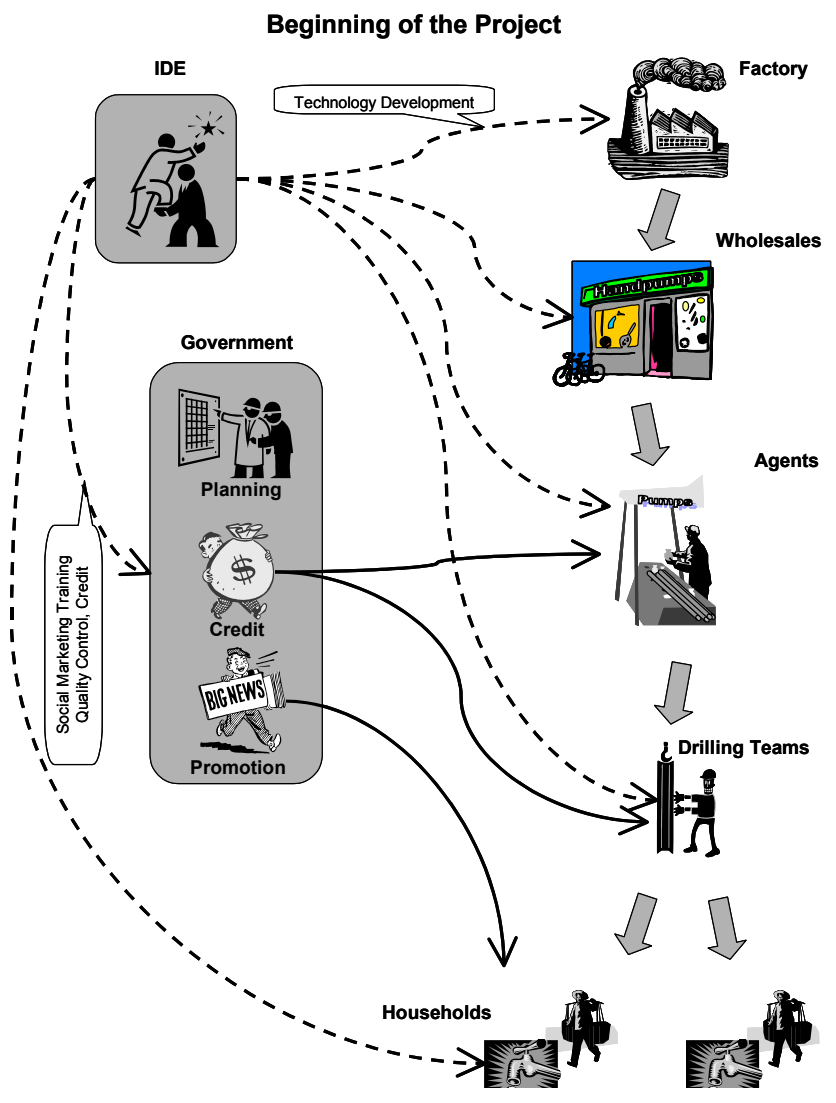 Beginning of the Project
IDE
Factory
Technology Development
Wholesales
Handpumps
Government
Planning
Agents
Pumps
Social Marketing Training
Quality Control, Credit
$
Credit
BIG NEWS
Promotion
Drilling Teams
Households